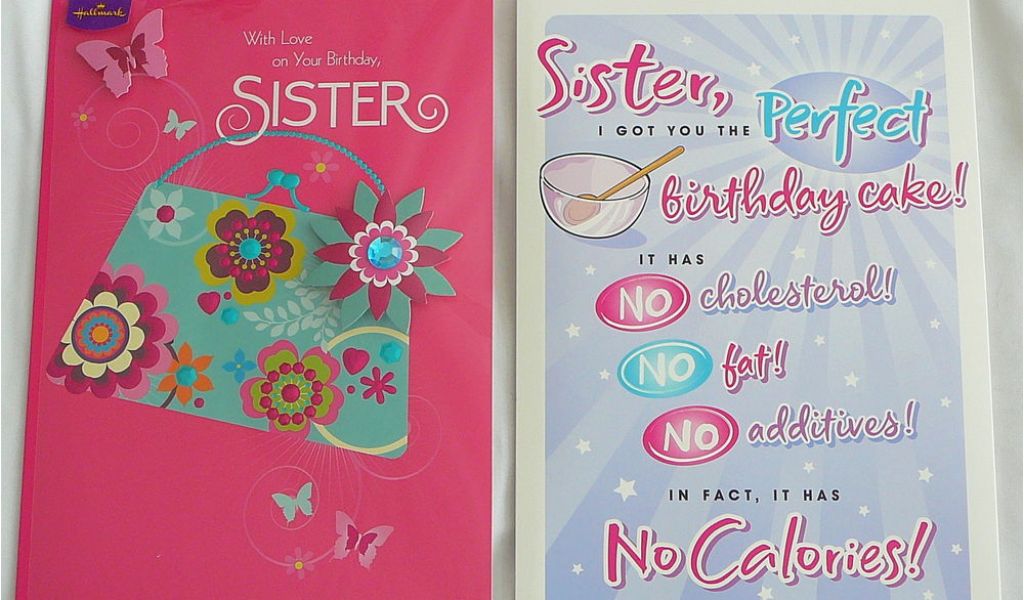 Hallmark
With Love
on Your Birthday,
SISTER
Sister,
I GOT YOU THE Perfect
birthday cake!
IT HAS
NO cholesterol!
NO fat!
NO additives!
IN FACT, IT HAS
No Calories!